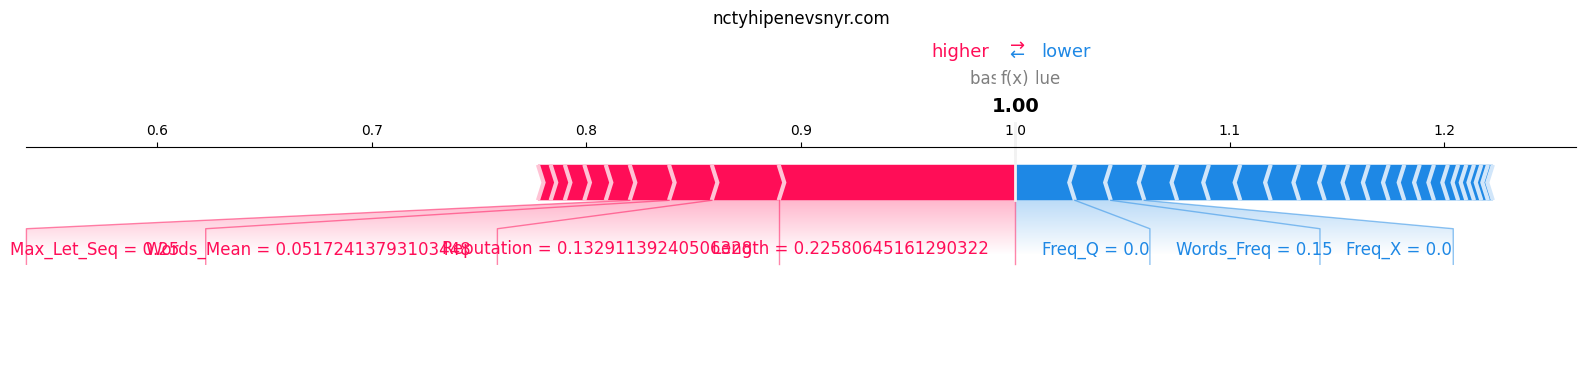 nctyhipenevsnyr.com
higher ⇄ lower
bas f(x) lue
1.00
0.6 0.7 0.8 0.9 1.0 1.1 1.2
Max_Let_Seq = 0.25 Words_Mean = 0.05172413793103448 Reputation = 0.13291139240506328 Length = 0.22580645161290322 Freq_Q = 0.0 Words_Freq = 0.15 Freq_X = 0.0